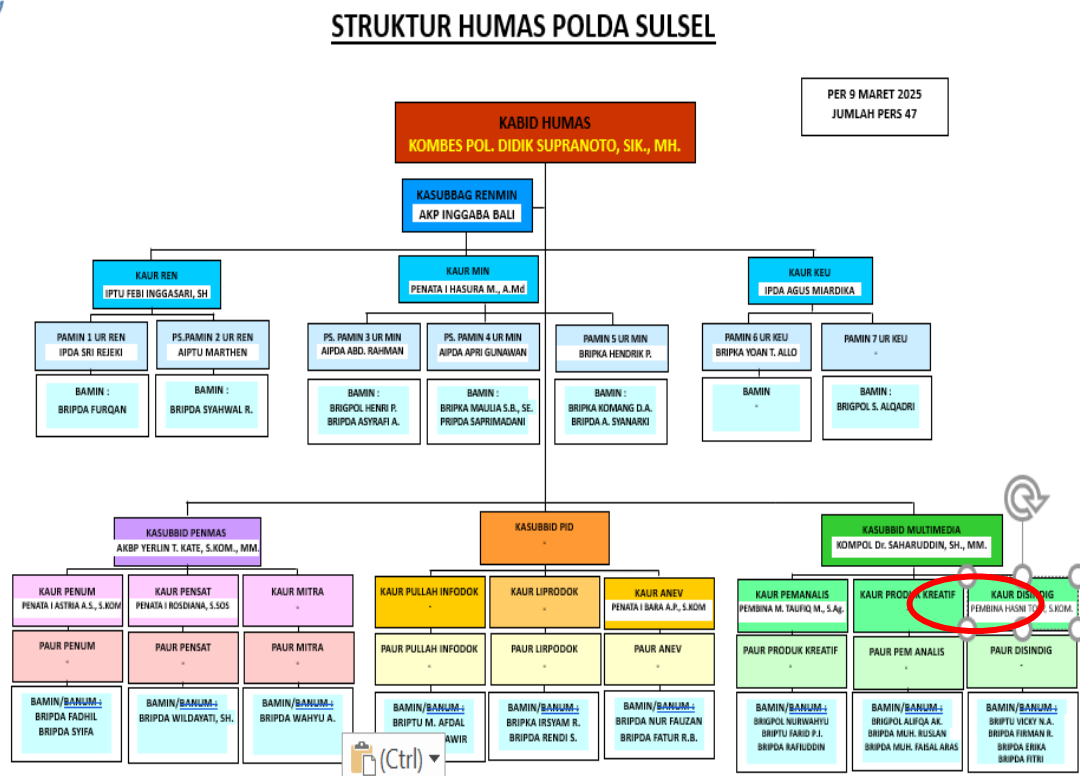 STRUKTUR HUMAS POLDA SULSEL
PER 9 MARET 2025
JUMLAH PERS 47
KABID HUMAS
KOMBES POL. DIDIK SUPRANOTO, SIK., MH.
KASUBBAG RENMIN
AKP INGGABA BALI
KAUR REN
IPTU FEBI INGGASARI, SH
KAUR MIN
PENATA I HASURA M., A.Md
KAUR KEU
IPDA AGUS MIARDIKA
PAMIN 1 UR REN
IPDA SRI REJEKI
PS.PAMIN 2 UR REN
AIPTU MARTHEN
PS. PAMIN 3 UR MIN
AIPDA ABD. RAHMAN
PS. PAMIN 4 UR MIN
AIPDA APRI GUNAWAN
PAMIN 5 UR MIN
BRIPKA HENDRIK P.
PAMIN 6 UR KEU
BRIPKA YOAN T. ALLO
PAMIN 7 UR KEU
-
BAMIN :
BRIPDA FURQAN
BAMIN :
BRIPDA SYAHWAL R.
BAMIN :
BRIGPOL HENRI P.
BRIPDA ASYRAFI A.
BAMIN :
BRIPKA MAULIA S.B., SE.
PRIPDA SAPRIMADANI
BAMIN :
BRIPKA KOMANG D.A.
BRIPDA A. SYANARKI
BAMIN
-
BAMIN :
BRIGPOL S. ALQADRI
KASUBBID PENMAS
AKBP YERLIN T. KATE, S.KOM., MM.
KASUBBID PID
-
KASUBBID MULTIMEDIA
KOMPOL Dr. SAHARUDDIN, SH., MM.
KAUR PENUM
PENATA I ASTRIA A.S., S.KOM
KAUR PENSAT
PENATA I ROSDIANA, S.SOS
KAUR MITRA
-
KAUR PULLAH INFODOK
-
KAUR LIPRODOK
-
KAUR ANEV
PENATA I BARA A.P., S.KOM
KAUR PEMANALIS
PEMBINA M. TAUFIQ M., S.Ag.
KAUR PRODUK KREATIF
KAUR DISINDIG
PEMBINA HASNI S.KOM.
PAUR PENUM
-
PAUR PENSAT
-
PAUR MITRA
-
PAUR PULLAH INFODOK
-
PAUR LIRPODOK
-
PAUR ANEV
-
PAUR PRODUK KREATIF
-
PAUR PEM ANALIS
-
PAUR DISINDIG
-
BAMIN/BANUM :
BRIPDA FADHIL
BRIPDA SYIFA
BAMIN/BANUM :
BRIPDA WILDAYATI, SH.
BAMIN/BANUM :
BRIPDA WAHYU A.
BAMIN/BANUM :
BRIPTU M. AFDAL
BAMIN/BANUM :
BRIPKA IRSYAM R.
BRIPDA RENDI S.
BAMIN/BANUM :
BRIPDA NUR FAUZAN
BRIPDA FATUR R.B.
BAMIN/BANUM :
BRIGPOL NURWAHYU
BRIPTU FARID P.I.
BRIPDA RAFIUDDIN
BAMIN/BANUM :
BRIGPOL ALIFQA AK.
BRIPDA MUH. RUSLAN
BRIPDA MUH. FAISAL ARAS
BAMIN/BANUM :
BRIPTU VICKY N.A.
BRIPDA FIRMAN R.
BRIPDA ERIKA
BRIPDA FITRI
(Ctrl)